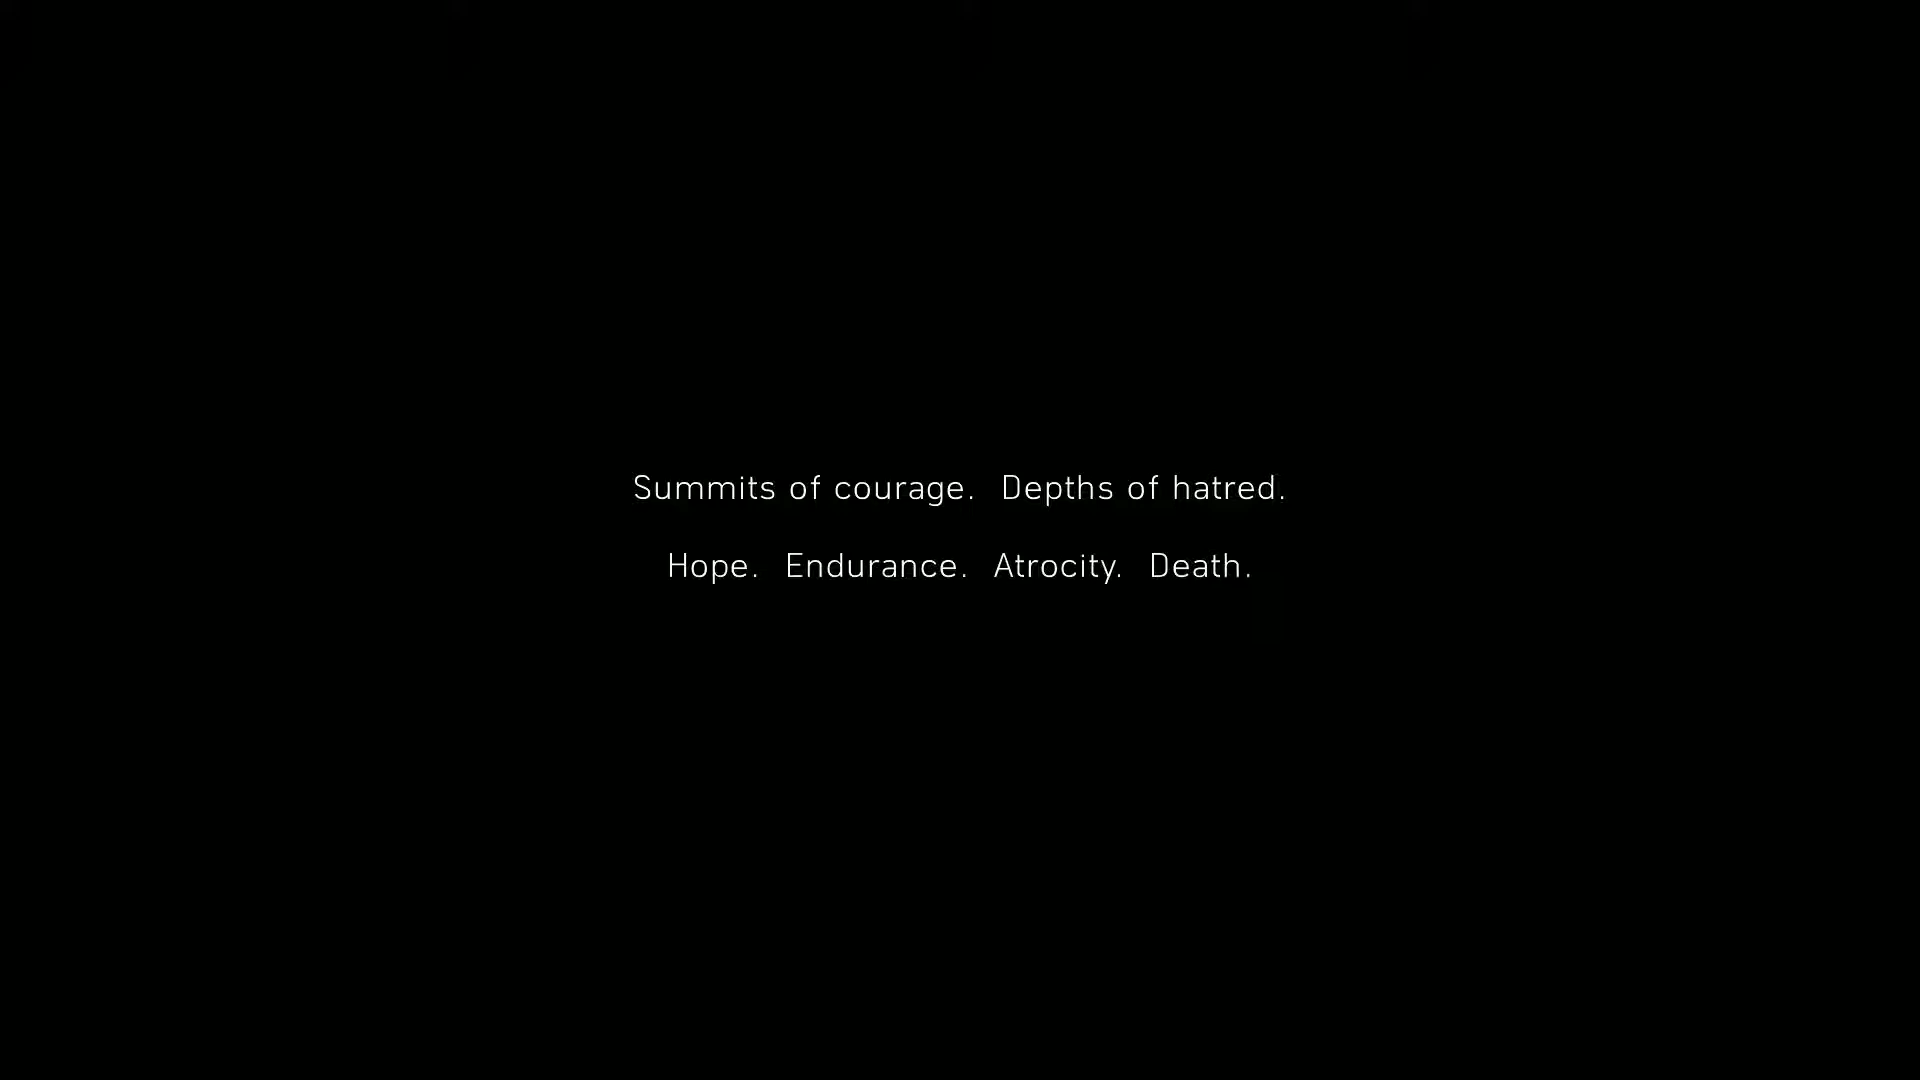 Summits of courage.  Depths of hatred.
Hope.  Endurance.  Atrocity.  Death.